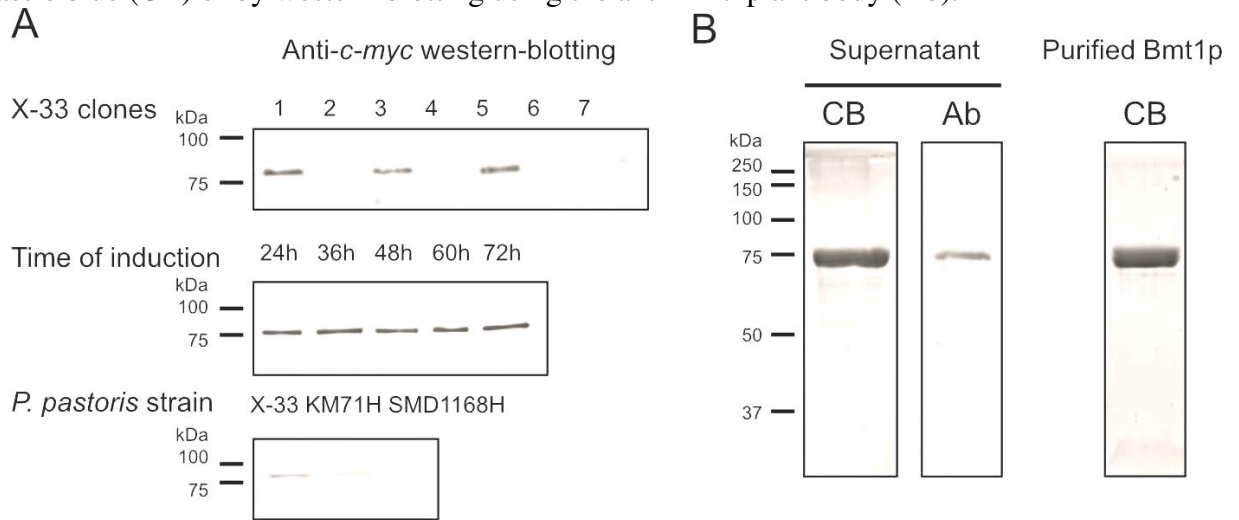 A
Anti-c-myc western-blotting
X-33 clones
1 2 3 4 5 6 7
kDa
100
75
Time of induction
24h 36h 48h 60h 72h
kDa
100
75
P. pastoris strain
X-33 KM71H SMD1168H
kDa
100
75
B
Supernatant
Purified Bmt1p
CB Ab CB
kDa
250
150
100
75
50
37